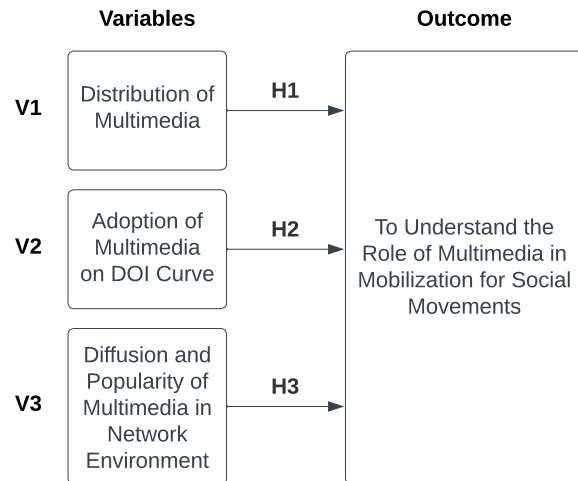 Variables
Outcome
V1
Distribution of
Multimedia
H1
V2
Adoption of
Multimedia
on DOI Curve
H2
To Understand the
Role of Multimedia in
Mobilization for Social
Movements
V3
Diffusion and
Popularity of
Multimedia in
Network
Environment
H3